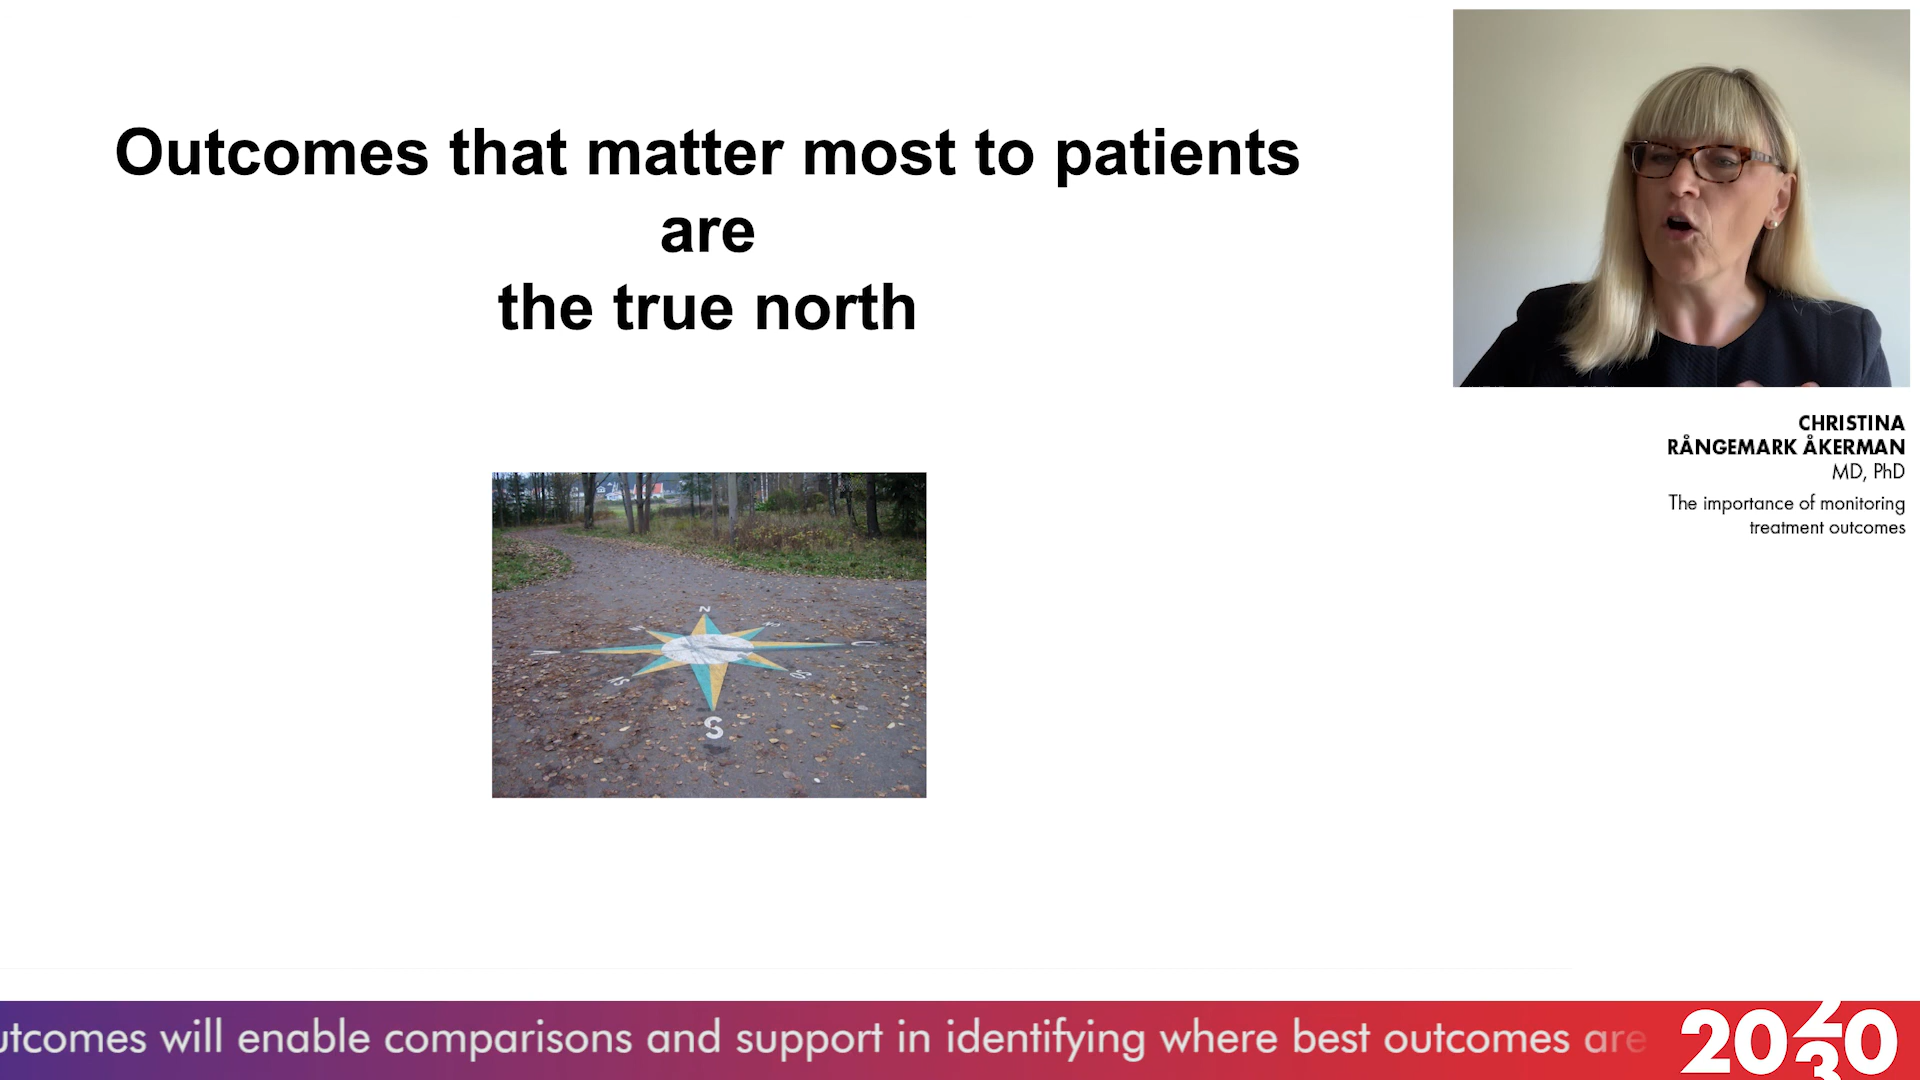 Outcomes that matter most to patients
are
the true north
CHRISTINA
RÅNGEMARK ÅKERMAN
MD, PhD
The importance of monitoring
treatment outcomes
N
S
utcomes will enable comparisons and support in identifying where best outcomes are